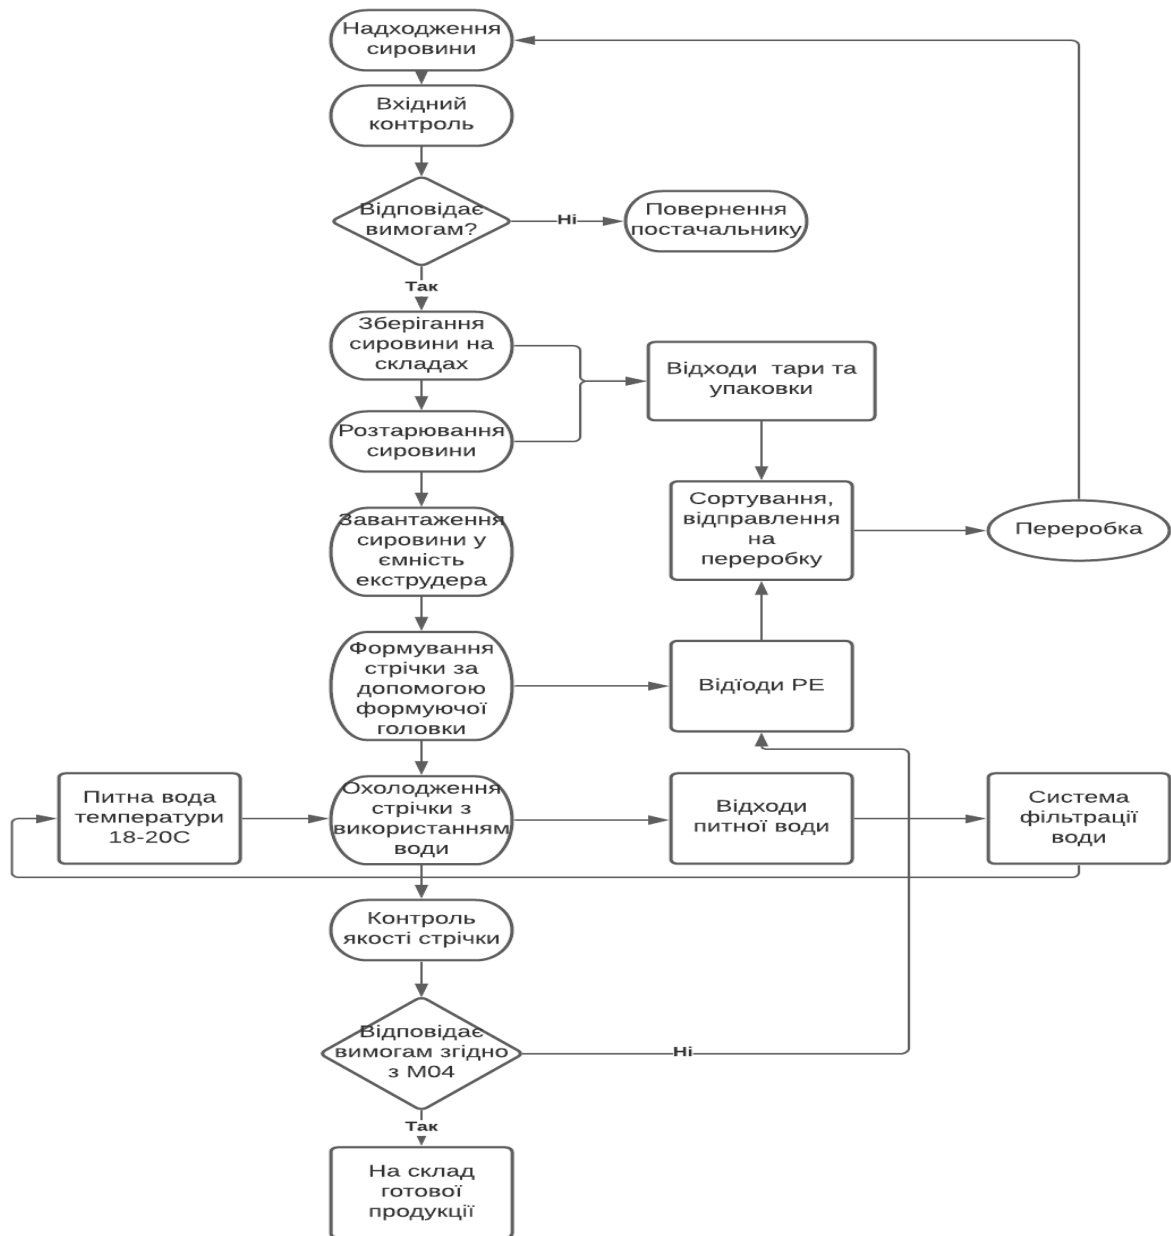 Надходження
сировини
Вхідний
контроль
Відповідає
вимогам?
Ні
Повернення
постачальнику
Так
Зберігання
сировини на
складах
Відходи  тари та
упаковки
Розтарювання
сировини
Сортування,
відправлення
на
переробку
Переробка
Завантаження
сировини у
ємність
екструдера
Формування
стрічки за
допомогою
формуючої
головки
Відїоди PE
Питна вода
температури
18-20С
Охолодження
стрічки з
використанням
води
Відходи
питної води
Система
фільтрації
води
Контроль
якості стрічки
Відповідає
вимогам згідно
з М04
Ні
Так
На склад
готової
продукції